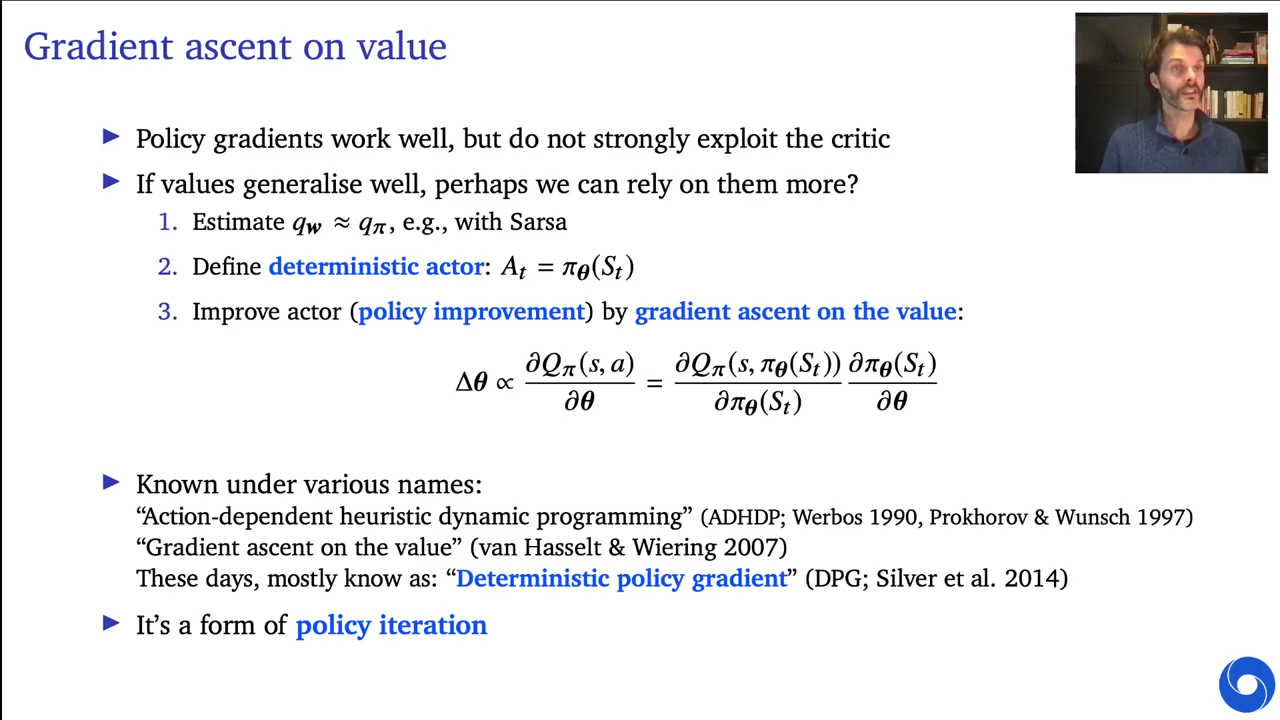 Gradient ascent on value
▶ Policy gradients work well, but do not strongly exploit the critic
▶ If values generalise well, perhaps we can rely on them more?
1. Estimate q_w ≈ q_π, e.g., with Sarsa
2. Define deterministic actor: A_t = π_θ(S_t)
3. Improve actor (policy improvement) by gradient ascent on the value:
Δθ ∝ ∂Q_π(s, a)/∂θ = ∂Q_π(s, π_θ(S_t))/∂π_θ(S_t) ∂π_θ(S_t)/∂θ
▶ Known under various names:
“Action-dependent heuristic dynamic programming” (ADHDP; Werbos 1990, Prokhorov & Wunsch 1997)
“Gradient ascent on the value” (van Hasselt & Wiering 2007)
These days, mostly know as: “Deterministic policy gradient” (DPG; Silver et al. 2014)
▶ It’s a form of policy iteration